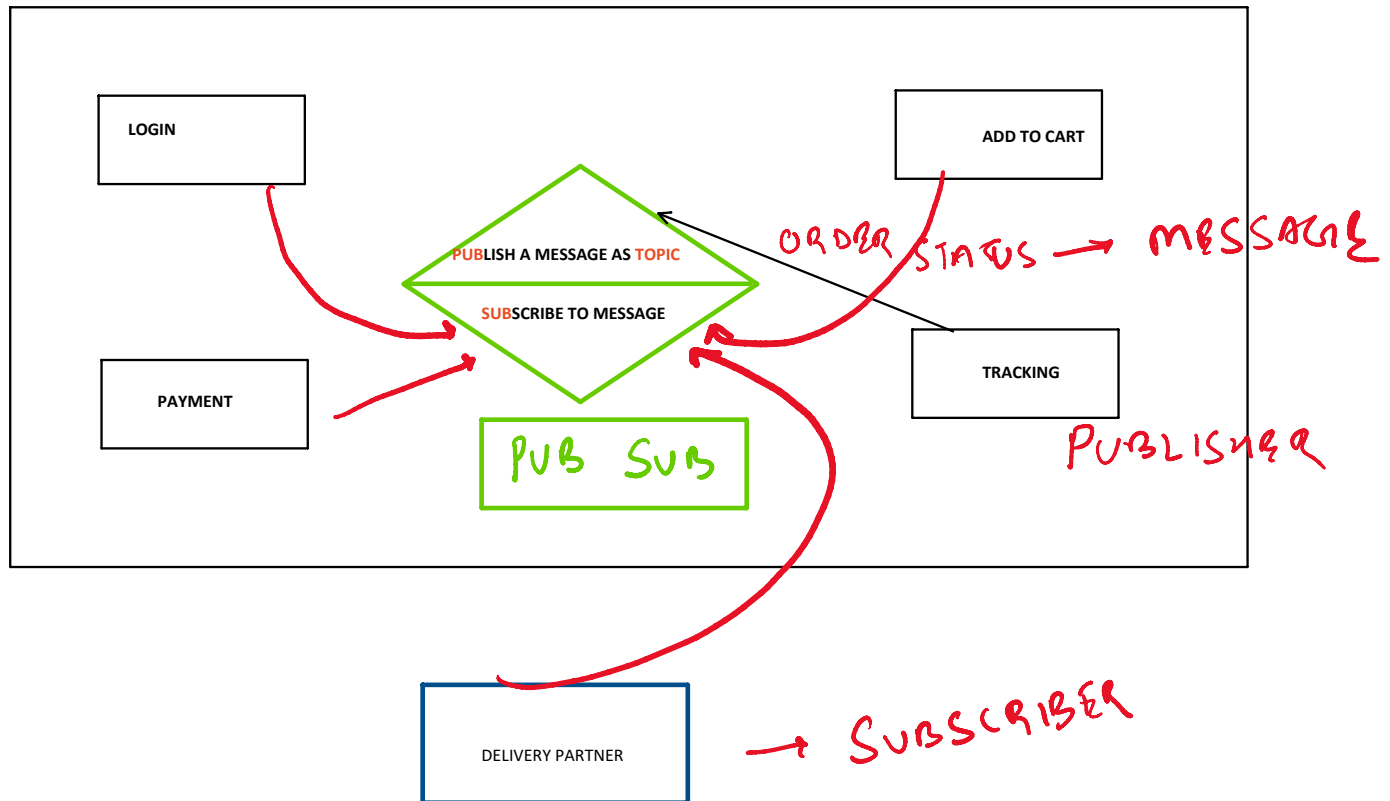 LOGIN
ADD TO CART
PUBLISH A MESSAGE AS TOPIC
ORDER STATUS → MESSAGE
SUBSCRIBE TO MESSAGE
TRACKING
PAYMENT
PUBLISHER
PUB SUB
DELIVERY PARTNER
→ SUBSCRIBER